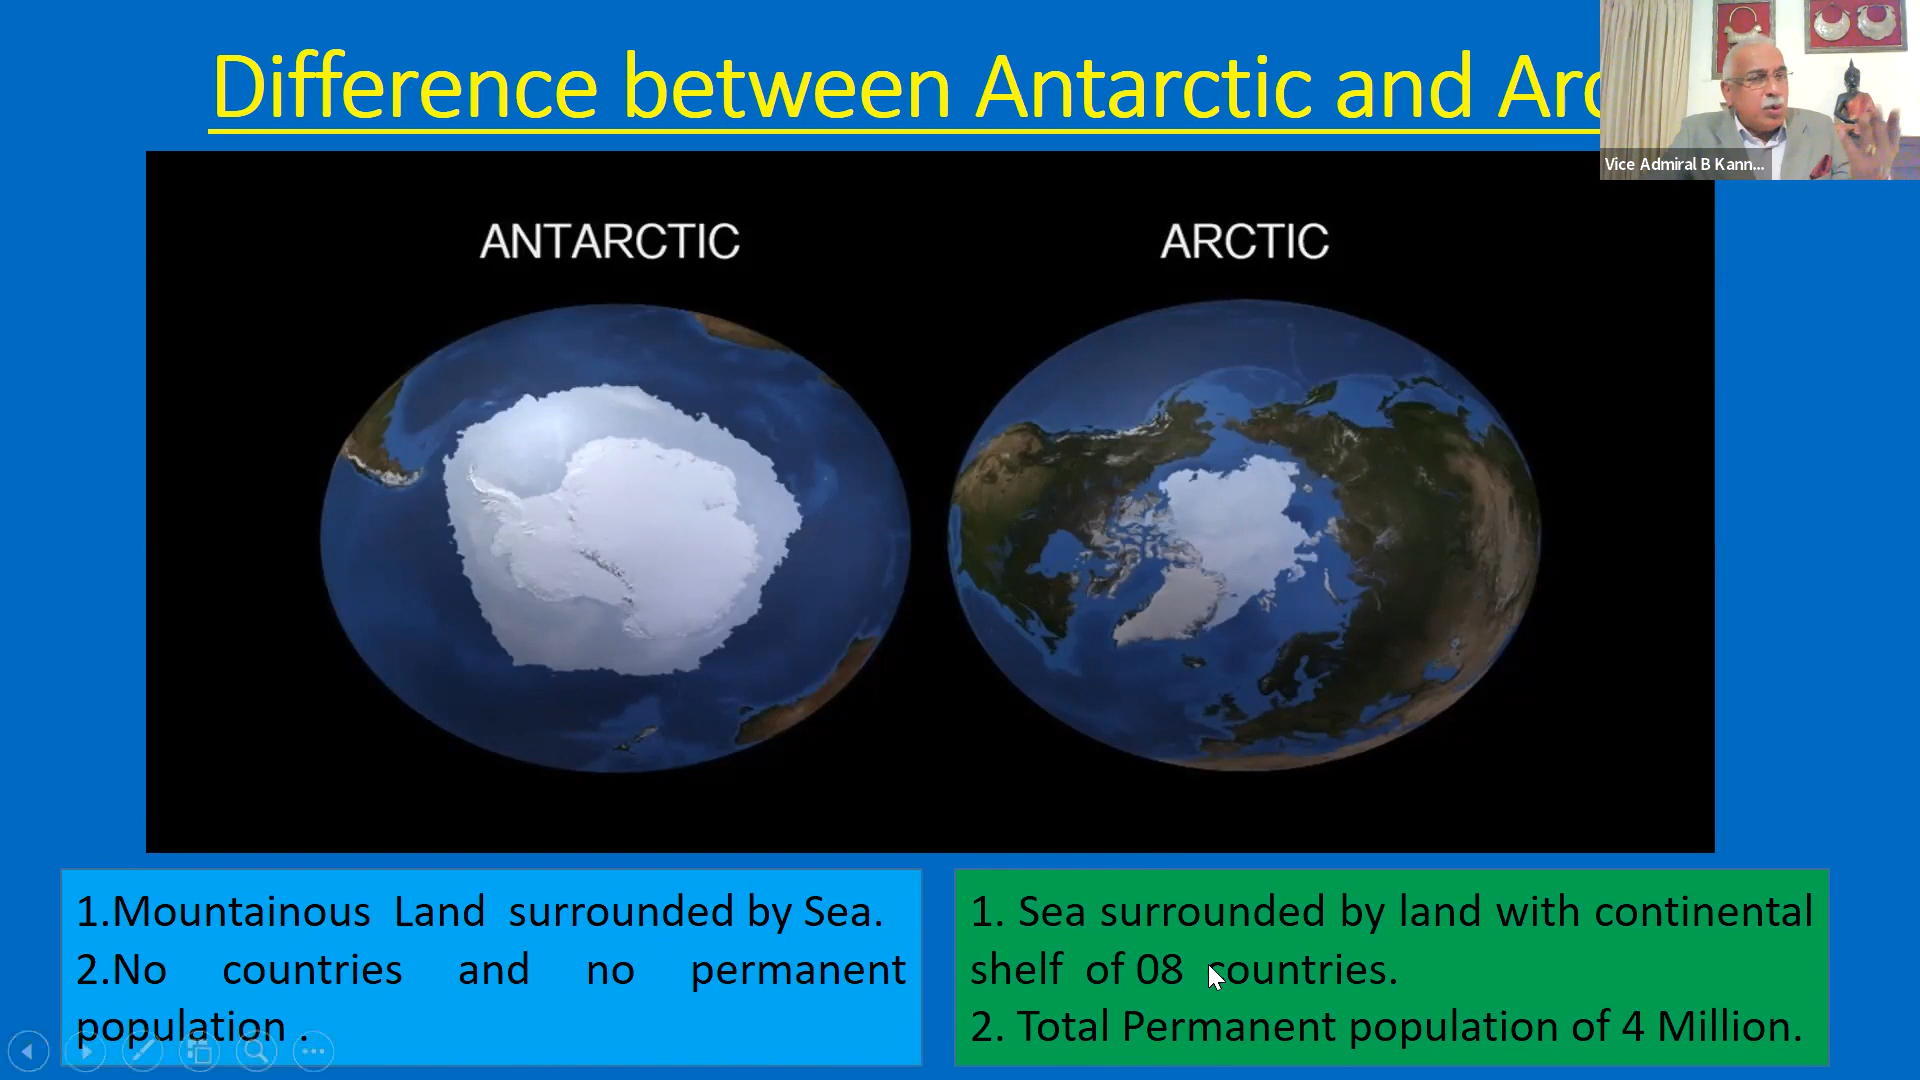 Difference between Antarctic and Arc
Vice Admiral B Kann...
ANTARCTIC
ARCTIC
1.Mountainous Land surrounded by Sea.
2.No countries and no permanent
population .
1. Sea surrounded by land with continental
shelf of 08 countries.
2. Total Permanent population of 4 Million.